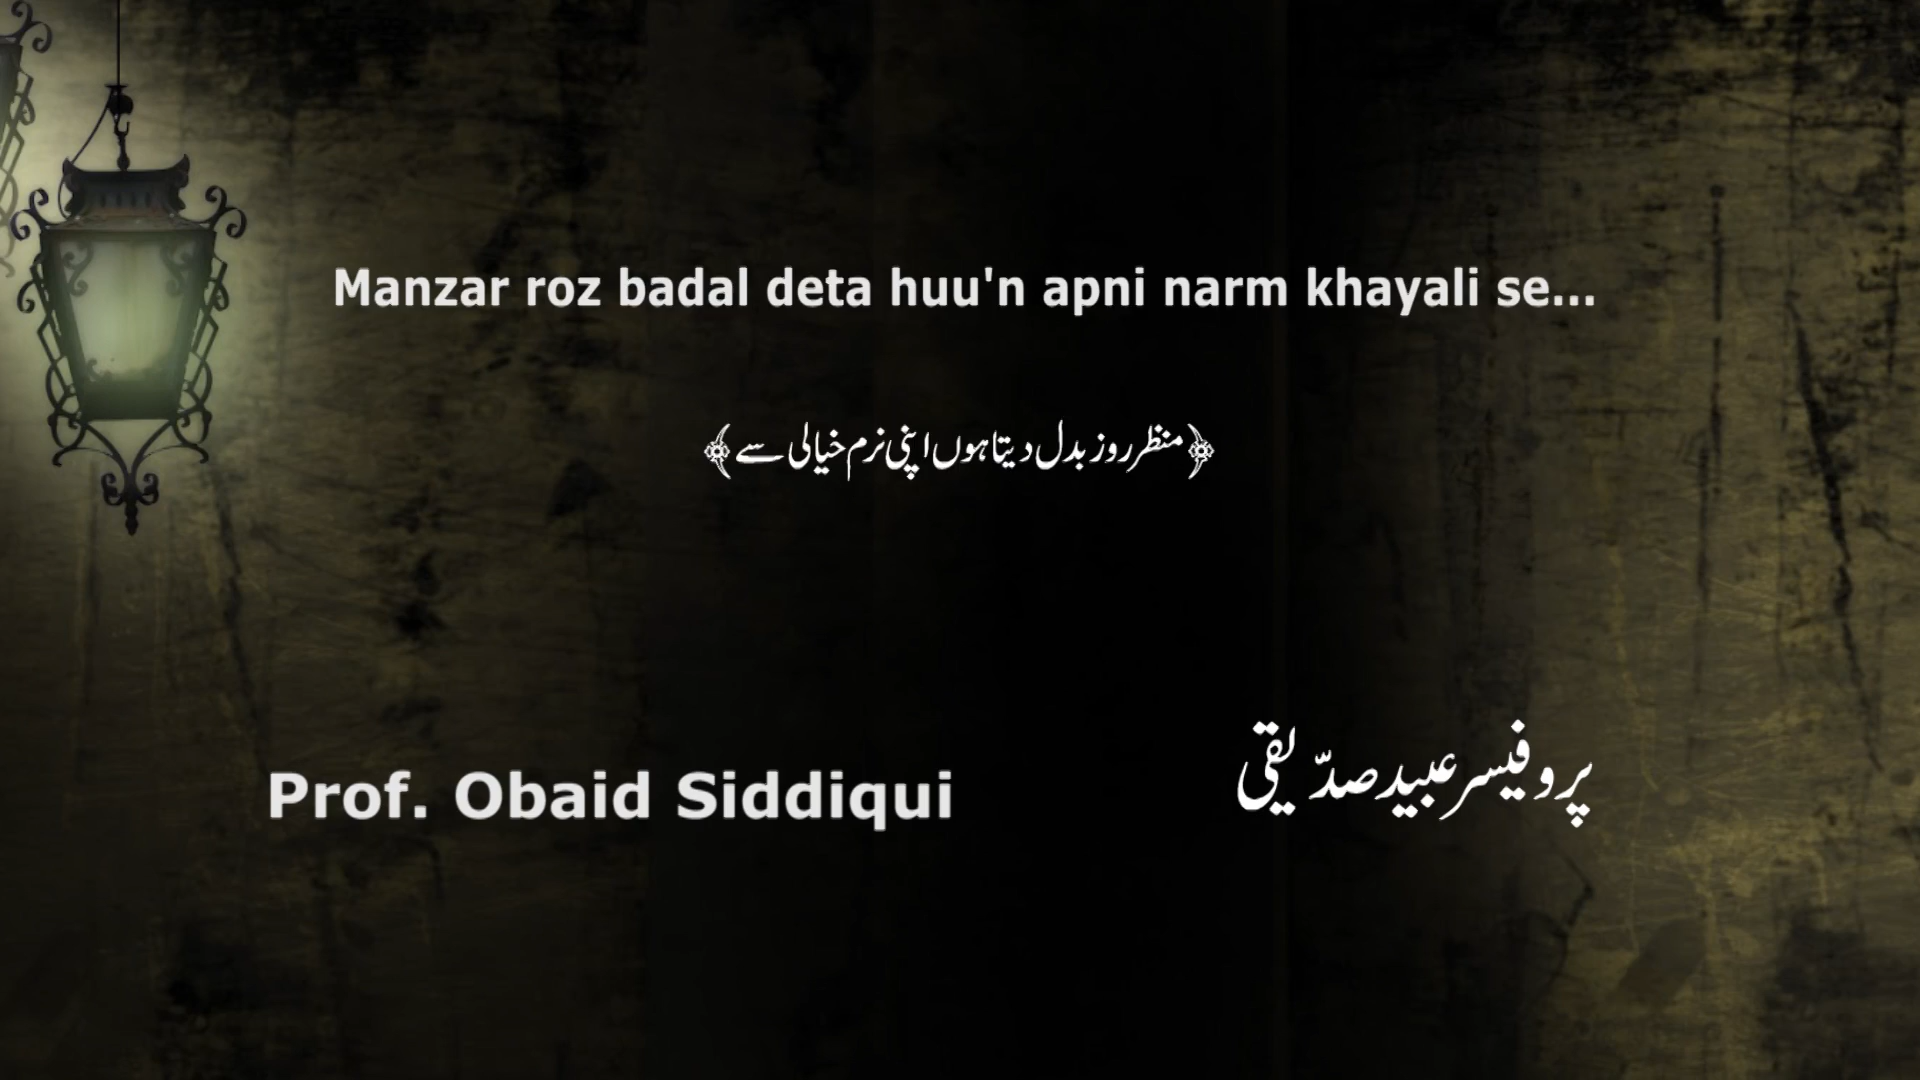 Manzar roz badal deta huu'n apni narm khayali se...
﴿منظر روز بدل دیتا ہوں اپنی نرم خیالی سے﴾
Prof. Obaid Siddiqui
پروفیسر عبید صدّیقی